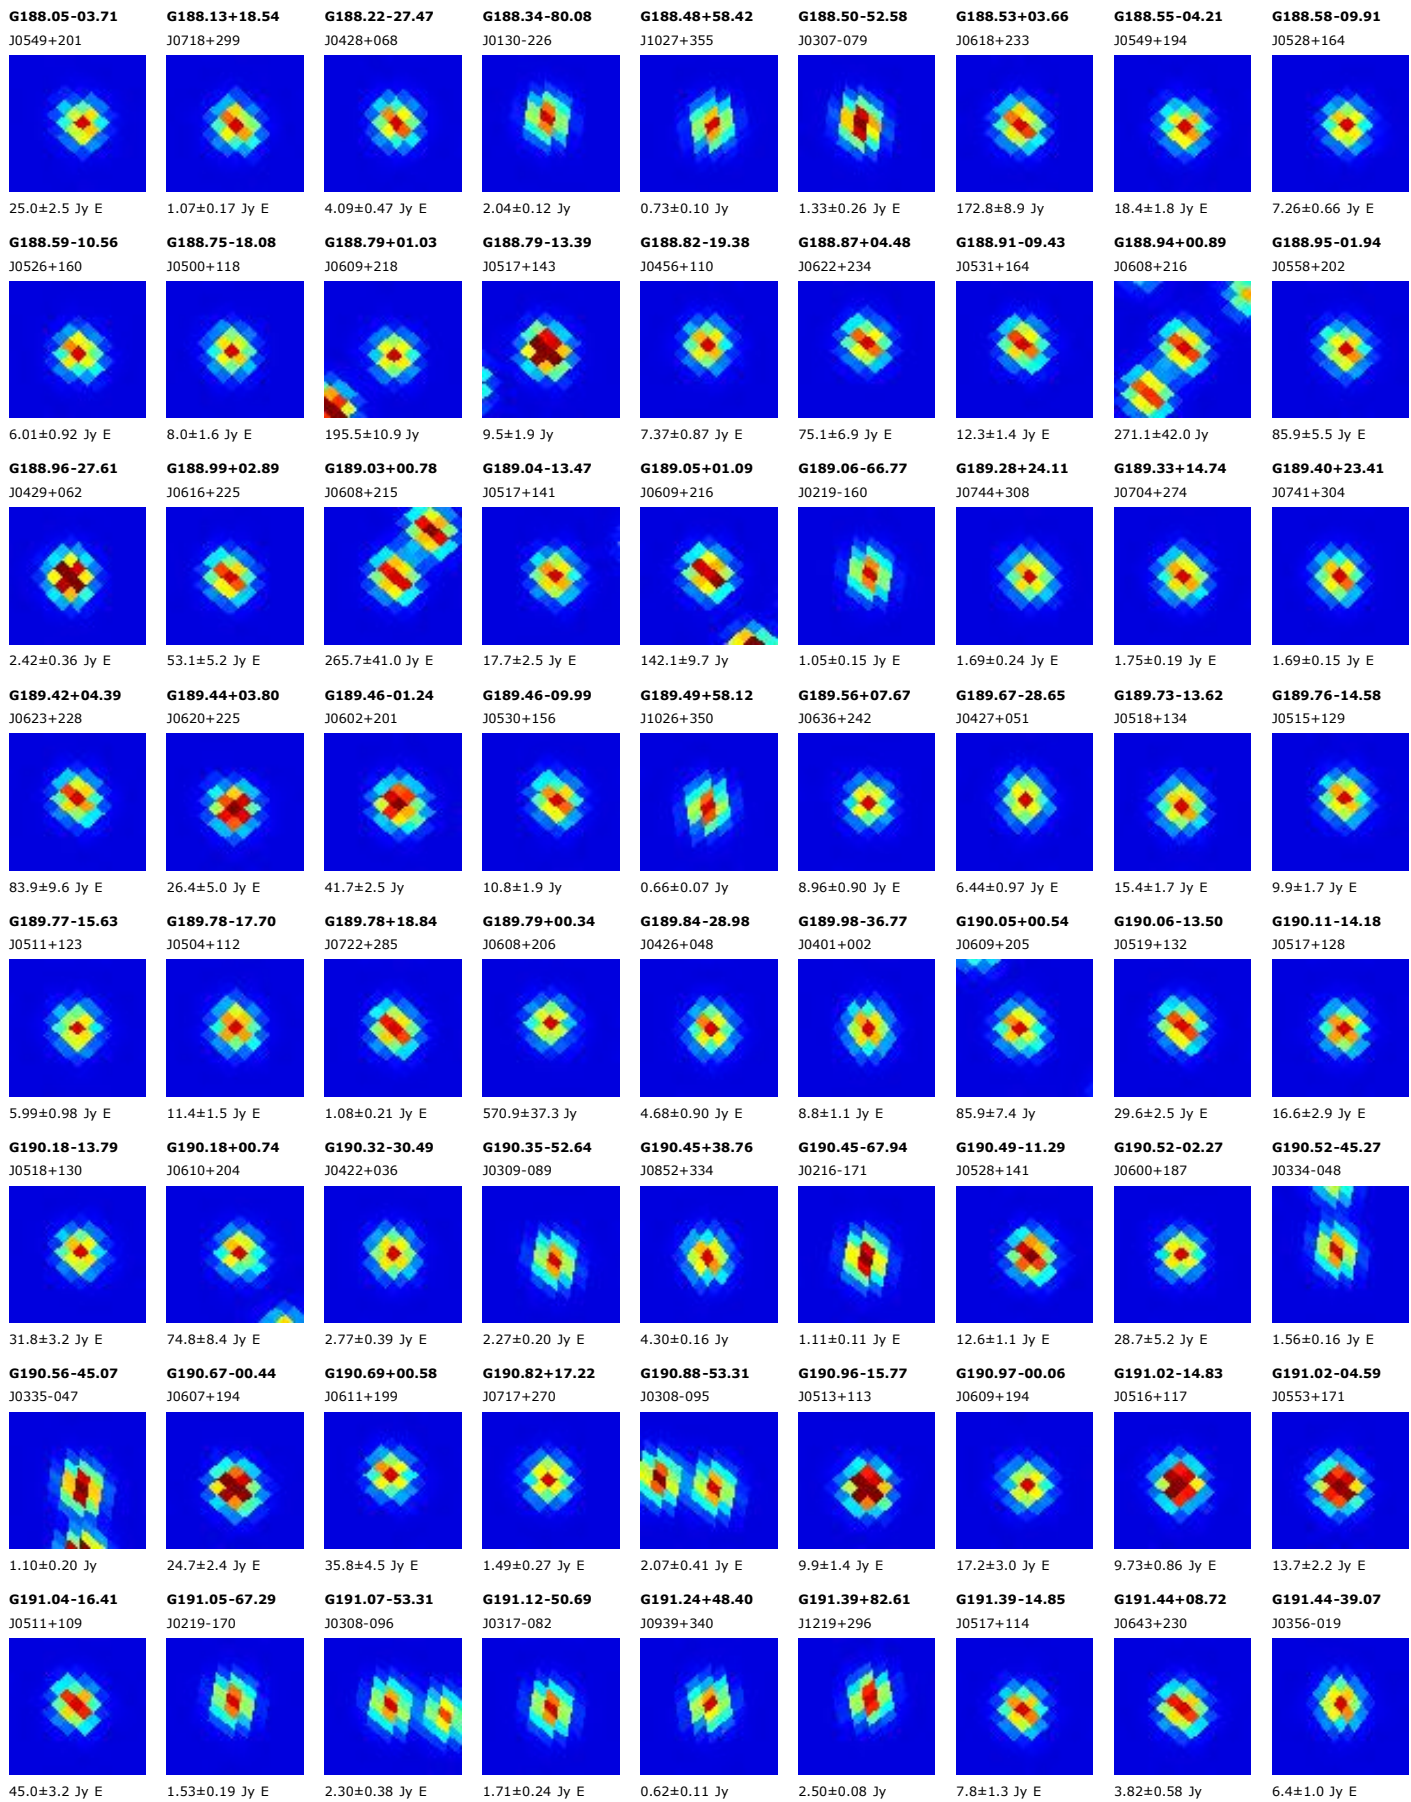 G188.05-03.71 G188.13+18.54 G188.22-27.47 G188.34-80.08 G188.48+58.42 G188.50-52.58 G188.53+03.66 G188.55-04.21 G188.58-09.91
J0549+201 J0718+299 J0428+068 J0130-226 J1027+355 J0307-079 J0618+233 J0549+194 J0528+164
25.0±2.5 Jy E 1.07±0.17 Jy E 4.09±0.47 Jy E 2.04±0.12 Jy 0.73±0.10 Jy 1.33±0.26 Jy E 172.8±8.9 Jy 18.4±1.8 Jy E 7.26±0.66 Jy E
G188.59-10.56 G188.75-18.08 G188.79+01.03 G188.79-13.39 G188.82-19.38 G188.87+04.48 G188.91-09.43 G188.94+00.89 G188.95-01.94
J0526+160 J0500+118 J0609+218 J0517+143 J0456+110 J0622+234 J0531+164 J0608+216 J0558+202
6.01±0.92 Jy E 8.0±1.6 Jy E 195.5±10.9 Jy 9.5±1.9 Jy 7.37±0.87 Jy E 75.1±6.9 Jy E 12.3±1.4 Jy E 271.1±42.0 Jy 85.9±5.5 Jy E
G188.96-27.61 G188.99+02.89 G189.03+00.78 G189.04-13.47 G189.05+01.09 G189.06-66.77 G189.28+24.11 G189.33+14.74 G189.40+23.41
J0429+062 J0616+225 J0608+215 J0517+141 J0609+216 J0219-160 J0744+308 J0704+274 J0741+304
2.42±0.36 Jy E 53.1±5.2 Jy E 265.7±41.0 Jy E 17.7±2.5 Jy E 142.1±9.7 Jy 1.05±0.15 Jy E 1.69±0.24 Jy E 1.75±0.19 Jy E 1.69±0.15 Jy E
G189.42+04.39 G189.44+03.80 G189.46-01.24 G189.46-09.99 G189.49+58.12 G189.56+07.67 G189.67-28.65 G189.73-13.62 G189.76-14.58
J0623+228 J0620+225 J0602+201 J0530+156 J1026+350 J0636+242 J0427+051 J0518+134 J0515+129
83.9±9.6 Jy E 26.4±5.0 Jy E 41.7±2.5 Jy 10.8±1.9 Jy 0.66±0.07 Jy 8.96±0.90 Jy E 6.44±0.97 Jy E 15.4±1.7 Jy E 9.9±1.7 Jy E
G189.77-15.63 G189.78-17.70 G189.78+18.84 G189.79+00.34 G189.84-28.98 G189.98-36.77 G190.05+00.54 G190.06-13.50 G190.11-14.18
J0511+123 J0504+112 J0722+285 J0608+206 J0426+048 J0401+002 J0609+205 J0519+132 J0517+128
5.99±0.98 Jy E 11.4±1.5 Jy E 1.08±0.21 Jy E 570.9±37.3 Jy 4.68±0.90 Jy E 8.8±1.1 Jy E 85.9±7.4 Jy 29.6±2.5 Jy E 16.6±2.9 Jy E
G190.18-13.79 G190.18+00.74 G190.32-30.49 G190.35-52.64 G190.45+38.76 G190.45-67.94 G190.49-11.29 G190.52-02.27 G190.52-45.27
J0518+130 J0610+204 J0422+036 J0309-089 J0852+334 J0216-171 J0528+141 J0600+187 J0334-048
31.8±3.2 Jy E 74.8±8.4 Jy E 2.77±0.39 Jy E 2.27±0.20 Jy E 4.30±0.16 Jy 1.11±0.11 Jy E 12.6±1.1 Jy E 28.7±5.2 Jy E 1.56±0.16 Jy E
G190.56-45.07 G190.67-00.44 G190.69+00.58 G190.82+17.22 G190.88-53.31 G190.96-15.77 G190.97-00.06 G191.02-14.83 G191.02-04.59
J0335-047 J0607+194 J0611+199 J0717+270 J0308-095 J0513+113 J0609+194 J0516+117 J0553+171
1.10±0.20 Jy 24.7±2.4 Jy E 35.8±4.5 Jy E 1.49±0.27 Jy E 2.07±0.41 Jy E 9.9±1.4 Jy E 17.2±3.0 Jy E 9.73±0.86 Jy E 13.7±2.2 Jy E
G191.04-16.41 G191.05-67.29 G191.07-53.31 G191.12-50.69 G191.24+48.40 G191.39+82.61 G191.39-14.85 G191.44+08.72 G191.44-39.07
J0511+109 J0219-170 J0308-096 J0317-082 J0939+340 J1219+296 J0517+114 J0643+230 J0356-019
45.0±3.2 Jy E 1.53±0.19 Jy E 2.30±0.38 Jy E 1.71±0.24 Jy E 0.62±0.11 Jy 2.50±0.08 Jy 7.8±1.3 Jy E 3.82±0.58 Jy 6.4±1.0 Jy E